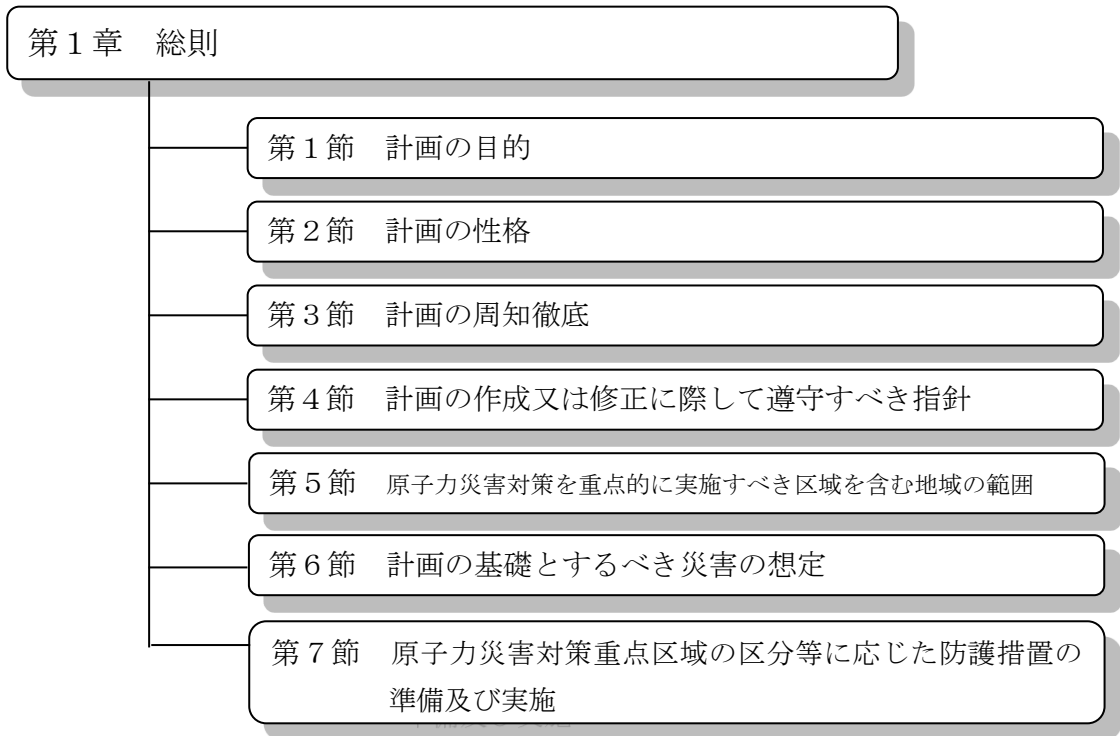 第１章　総則
第１節　計画の目的
第２節　計画の性格
第３節　計画の周知徹底
第４節　計画の作成又は修正に際して遵守すべき指針
第５節　原子力災害対策を重点的に実施すべき区域を含む地域の範囲
第６節　計画の基礎とするべき災害の想定
第７節　原子力災害対策重点区域の区分等に応じた防護措置の
準備及び実施